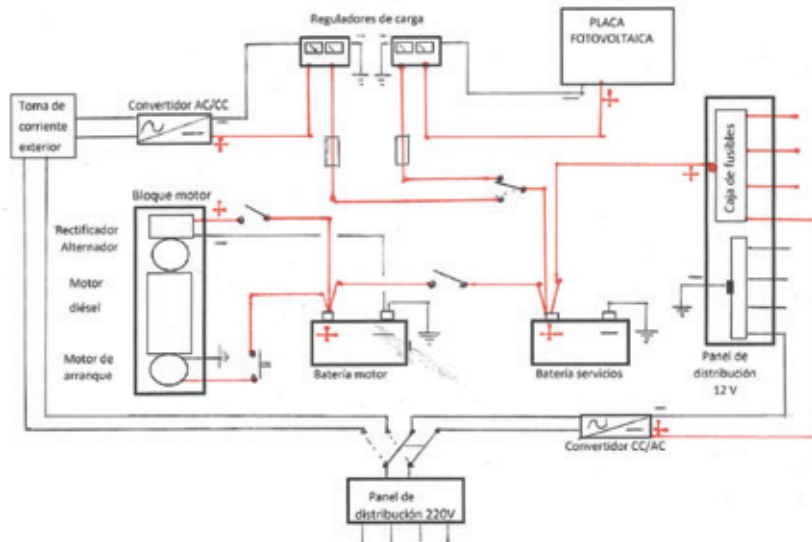 Reguladores de carga
PLACA
FOTOVOLTAICA
Toma de
corriente
exterior
Convertidor AC/CC
Bloque motor
Rectificador
Alternador
Motor
diésel
Motor de
arranque
Batería motor
Batería servicios
Caja de fusibles
Panel de
distribución
12 V
Convertidor CC/AC
Panel de
distribución 220V